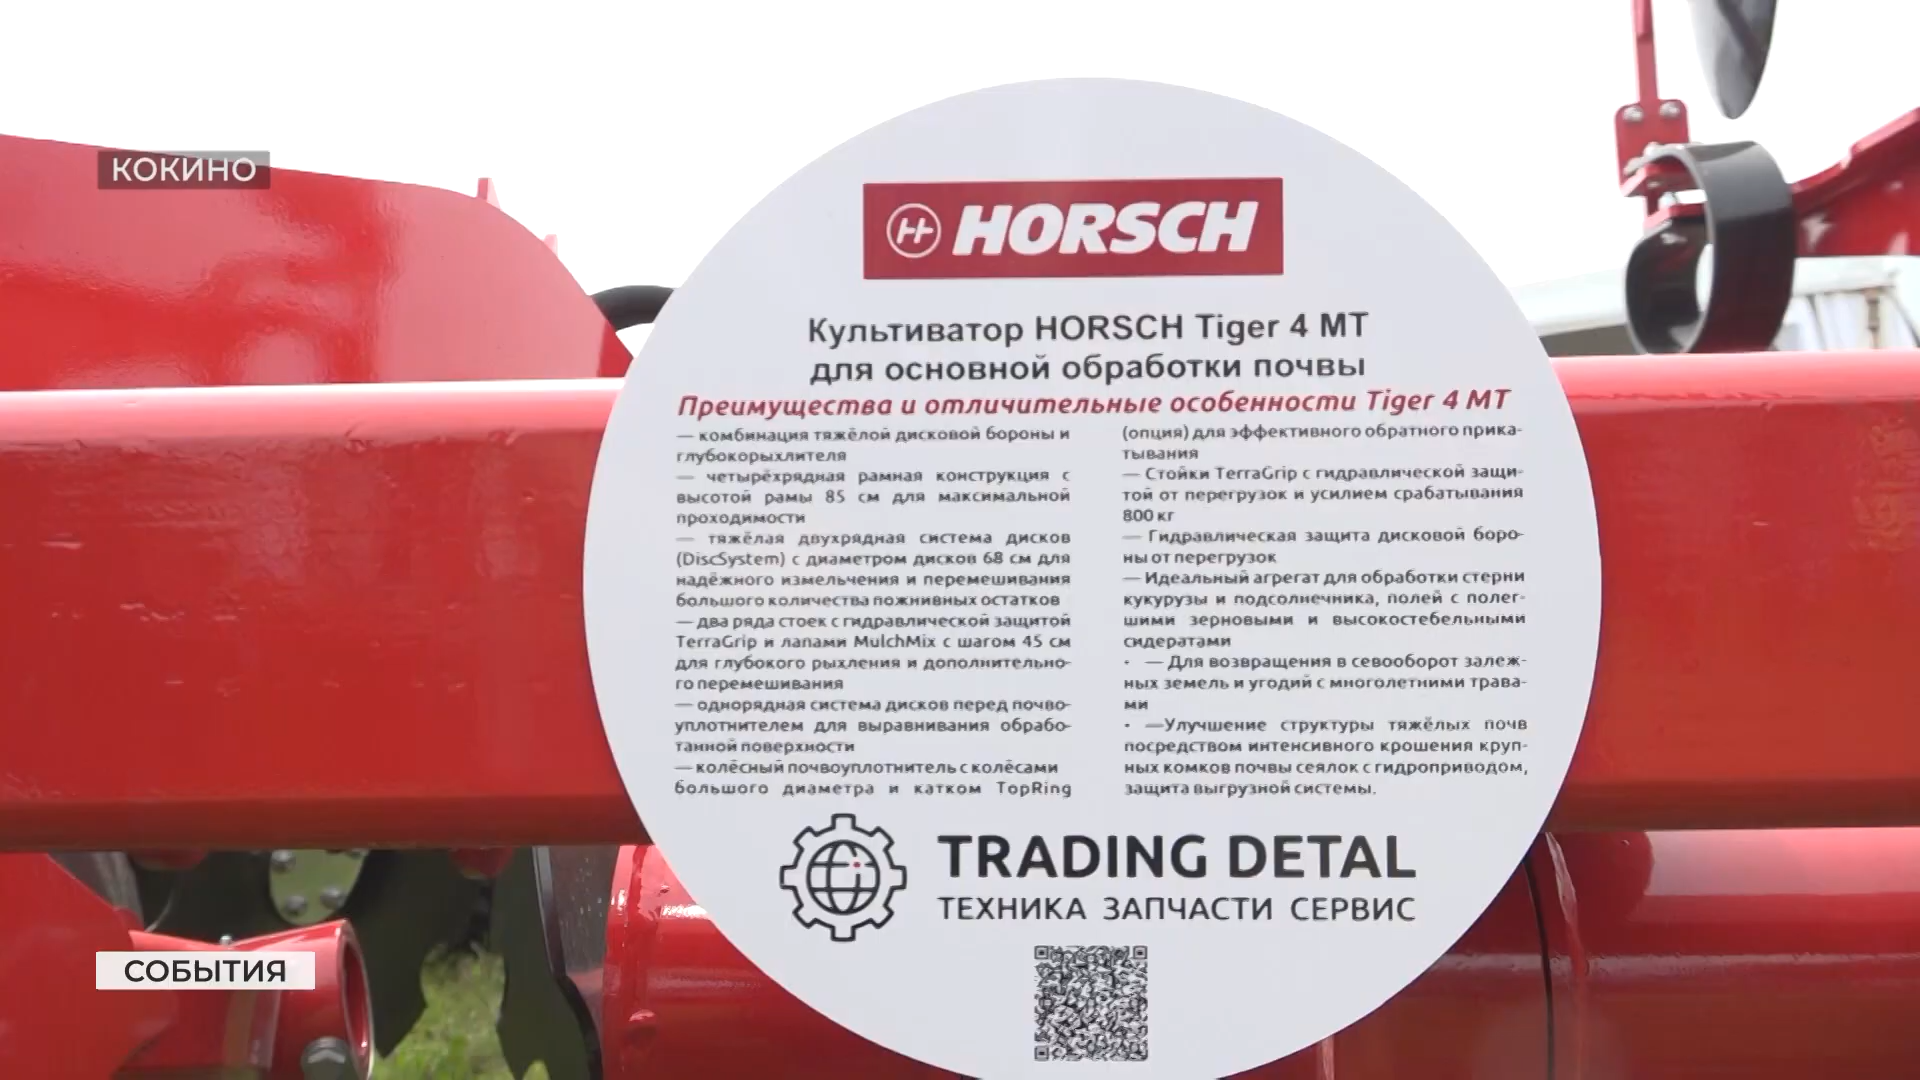 КОКИНО
HORSCH
Культиватор HORSCH Tiger 4 MT
для основной обработки почвы
Преимущества и отличительные особенности Tiger 4 MT
— комбинация тяжёлой дисковой бороны и
глубокорыхлителя
— четырёхрядная рамная конструкция с
высотой рамы 85 см для максимальной
проходимости
— тяжёлая двухрядная система дисков
(DiscSystem) с диаметром дисков 68 см для
надёжного измельчения и перемешивания
большого количества пожнивных остатков
— два ряда стоек с гидравлической защитой
TerraGrip и лапами MulchMix с шагом 45 см
для глубокого рыхления и дополнительно-
го перемешивания
— однорядная система дисков перед почво-
уплотнителем для выравнивания обрабо-
танной поверхности
— колёсный почвоуплотнитель с колёсами
большого диаметра и катком TopRing
(опция) для эффективного обратного прика-
тывания
— Стойки TerraGrip с гидравлической защи-
той от перегрузок и усилием срабатывания
800 кг
— Гидравлическая защита дисковой боро-
ны от перегрузок
— Идеальный агрегат для обработки стерни
кукурузы и подсолнечника, полей с полег-
шими зерновыми и высокостебельными
сидератами
• — Для возвращения в севооборот залеж-
ных земель и угодий с многолетними трава-
ми
• —Улучшение структуры тяжёлых почв
посредством интенсивного крошения круп-
ных комков почвы сеялок с гидроприводом,
защита выгрузной системы.
TRADING DETAL
ТЕХНИКА ЗАПЧАСТИ СЕРВИС
СОБЫТИЯ